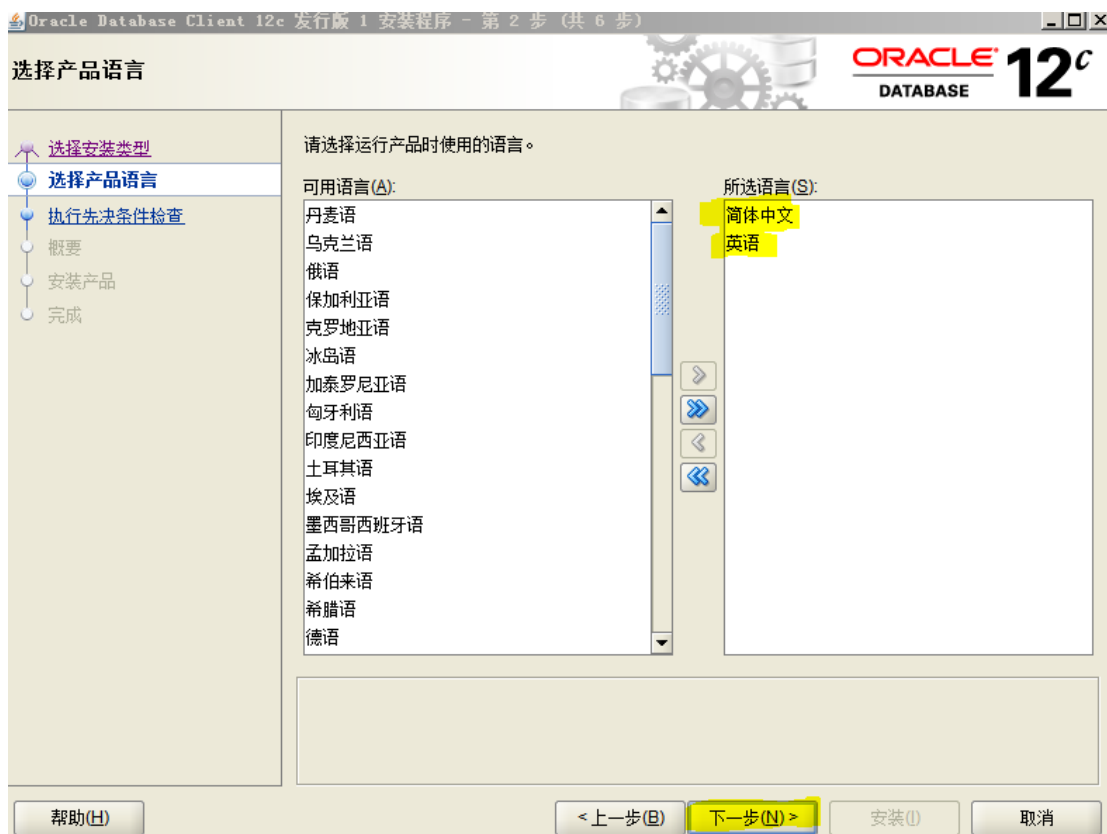 Oracle Database Client 12c 发行版 1 安装程序 - 第 2 步 (共 6 步)
选择产品语言
ORACLE
DATABASE
12c
选择安装类型
选择产品语言
执行先决条件检查
概要
安装产品
完成
请选择运行产品时使用的语言。
可用语言(A):
丹麦语
乌克兰语
俄语
保加利亚语
克罗地亚语
冰岛语
加泰罗尼亚语
匈牙利语
印度尼西亚语
土耳其语
埃及语
墨西哥西班牙语
孟加拉语
希伯来语
希腊语
德语
所选语言(S):
简体中文
英语
帮助(H)
< 上一步(B)
下一步(N) >
安装(I)
取消